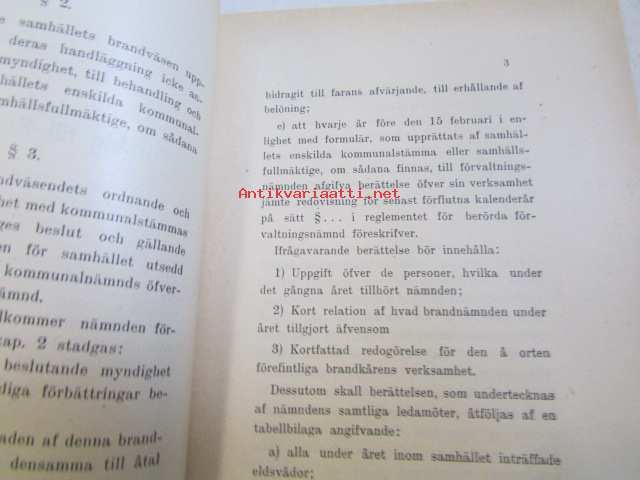 § 2.
e samhällets brandväsen upp-
deras handläggning icke an-
myndighet, till behandling och
hällets enskilda kommunal.
mhällsfullmäktige, om sådana
§ 3.
ndväsendets ordnande och
het med kommunalstämmas
ges beslut och gällande
en för samhället utsedd
kommunalnämnds öfver-
ämnd.
lkommer nämnden för-
kap. 2 stadgas:
beslutande myndighet
diga förbättringar be-
aden af denna brand-
densamma till åtal
3
bidragit till farans afvärjande, till erhållande af
belöning;
e) att hvarje år före den 15 februari i en-
lighet med formulär, som upprättats af samhäl-
lets enskilda kommunalstämma eller samhälls-
fullmäktige, om sådana finnas, till förvaltnings-
nämnden afgifva berättelse öfver sin verksamhet
jämte redovisning för senast förflutna kalenderår
på sätt §... i reglementet för berörda för-
valtningsnämnd föreskrifver.
Ifrågavarande berättelse bör innehålla:
1) Uppgift öfver de personer, hvilka under
det gångna året tillhört nämnden;
2) Kort relation af hvad brandnämnden under
året tillgjort äfvensom
3) Kortfattad redogörelse för den å orten
förefintliga brandkårens verksamhet.
Dessutom skall berättelsen, som undertecknas
af nämndens samtliga ledamöter, åtföljas af en
tabellbilaga angifvande:
a) alla under året inom samhället inträffade
eldsvådor;
Antikvariaatti.net